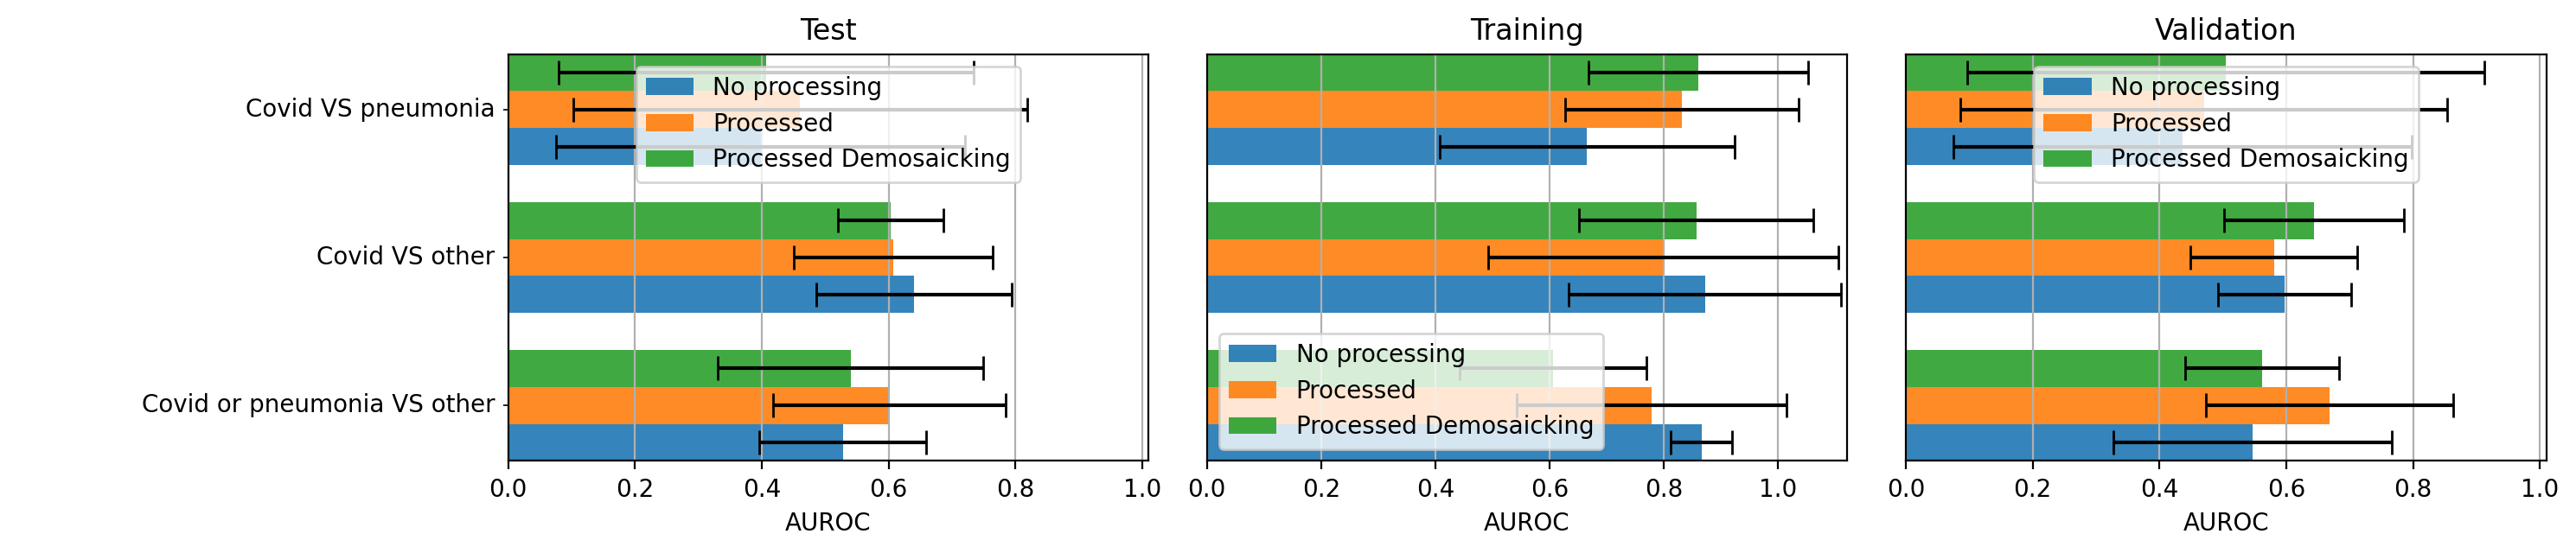 Test
Training
Validation
Covid VS pneumonia
Covid VS other
Covid or pneumonia VS other
No processing
Processed
Processed Demosaicking
No processing
Processed
Processed Demosaicking
No processing
Processed
Processed Demosaicking
0.0 0.2 0.4 0.6 0.8 1.0
0.0 0.2 0.4 0.6 0.8 1.0
0.0 0.2 0.4 0.6 0.8 1.0
AUROC
AUROC
AUROC